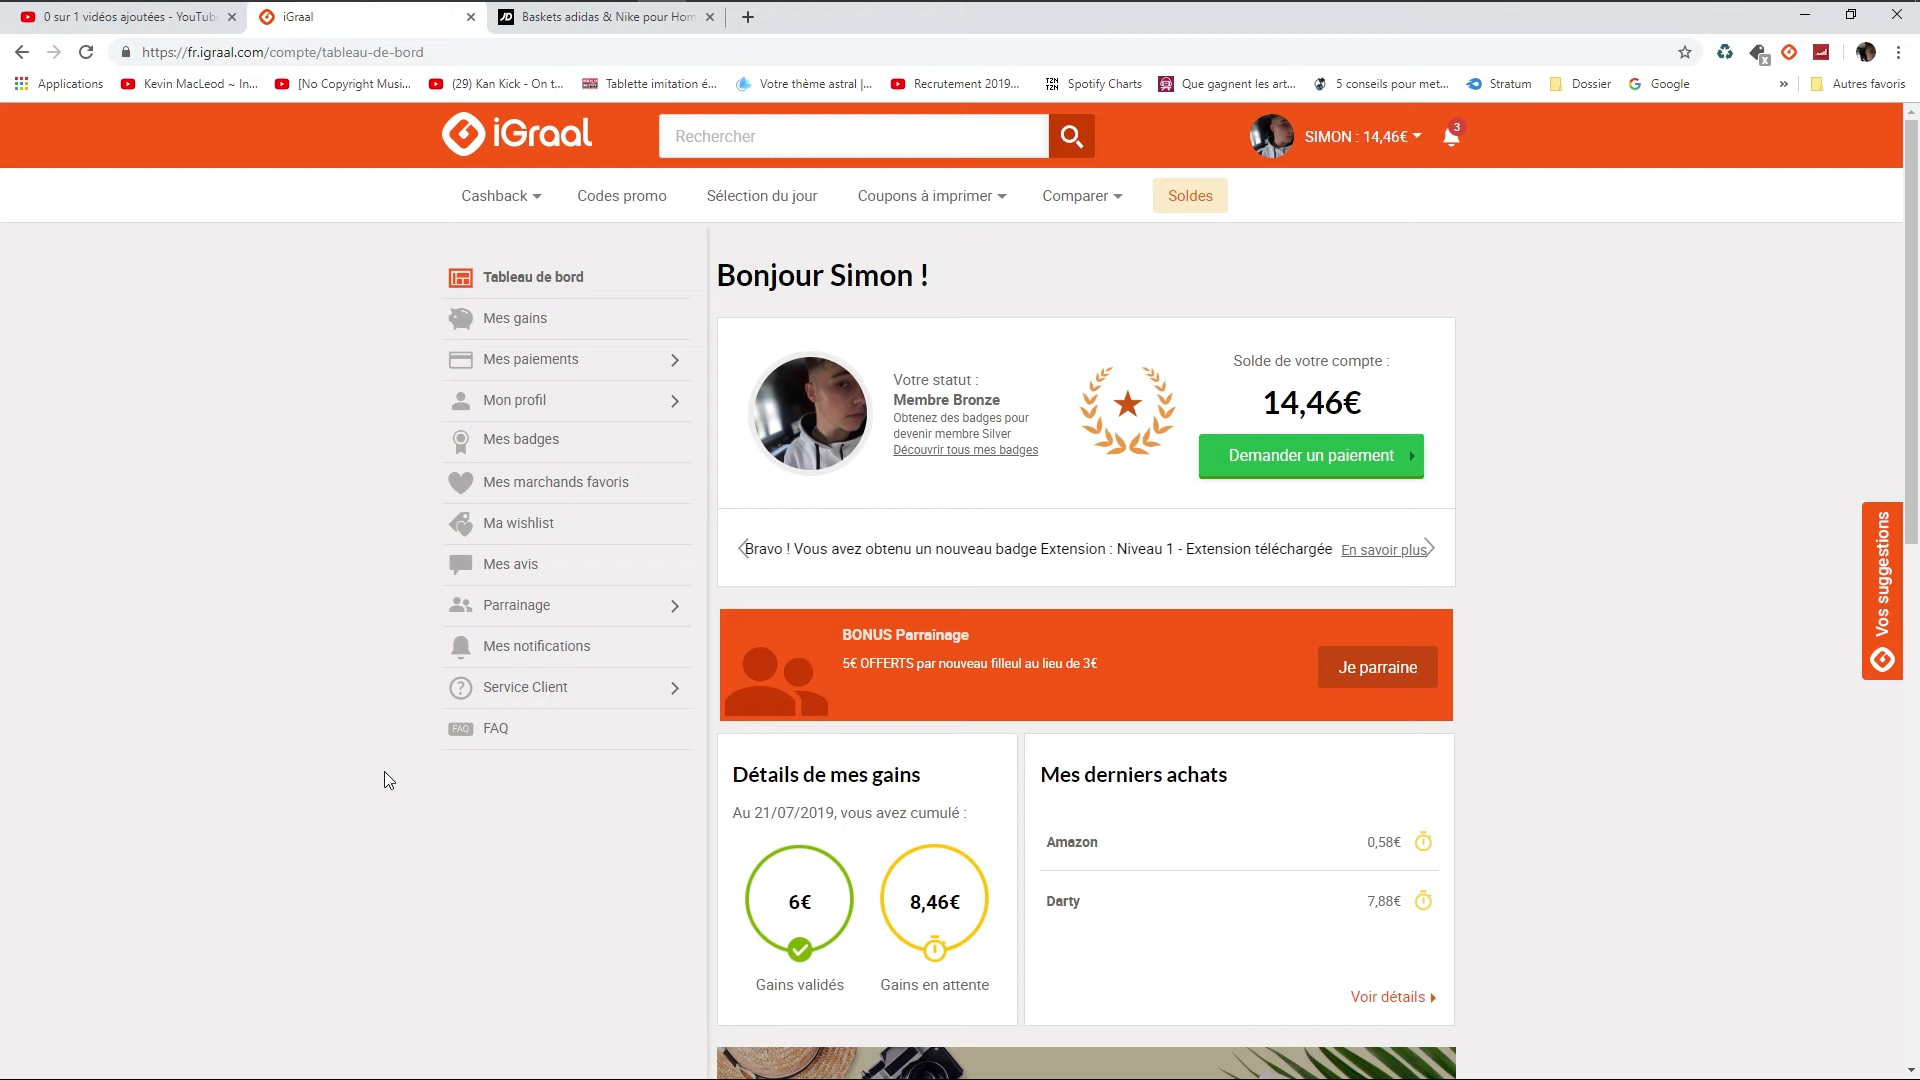 0 sur 1 vidéos ajoutées - YouTube
iGraal
Baskets adidas & Nike pour Hom
https://fr.igraal.com/compte/tableau-de-bord
Applications
Kevin MacLeod ~ In...
[No Copyright Musi...
(29) Kan Kick - On t...
Tablette imitation é...
Votre thème astral |...
Recrutement 2019...
Spotify Charts
Que gagnent les art...
5 conseils pour met...
Stratum
Dossier
Google
»
Autres favoris
iGraal
Rechercher
SIMON : 14,46€
3
Cashback
Codes promo
Sélection du jour
Coupons à imprimer
Comparer
Soldes
Tableau de bord
Mes gains
Mes paiements
Mon profil
Mes badges
Mes marchands favoris
Ma wishlist
Mes avis
Parrainage
Mes notifications
Service Client
FAQ FAQ
Bonjour Simon !
Votre statut :
Membre Bronze
Obtenez des badges pour
devenir membre Silver
Découvrir tous mes badges
Solde de votre compte :
14,46€
Demander un paiement
Bravo ! Vous avez obtenu un nouveau badge Extension : Niveau 1 - Extension téléchargée En savoir plus
BONUS Parrainage
5€ OFFERTS par nouveau filleul au lieu de 3€
Je parraine
Détails de mes gains
Au 21/07/2019, vous avez cumulé :
6€
8,46€
Gains validés
Gains en attente
Mes derniers achats
Amazon 0,58€
Darty 7,88€
Voir détails
Vos suggestions